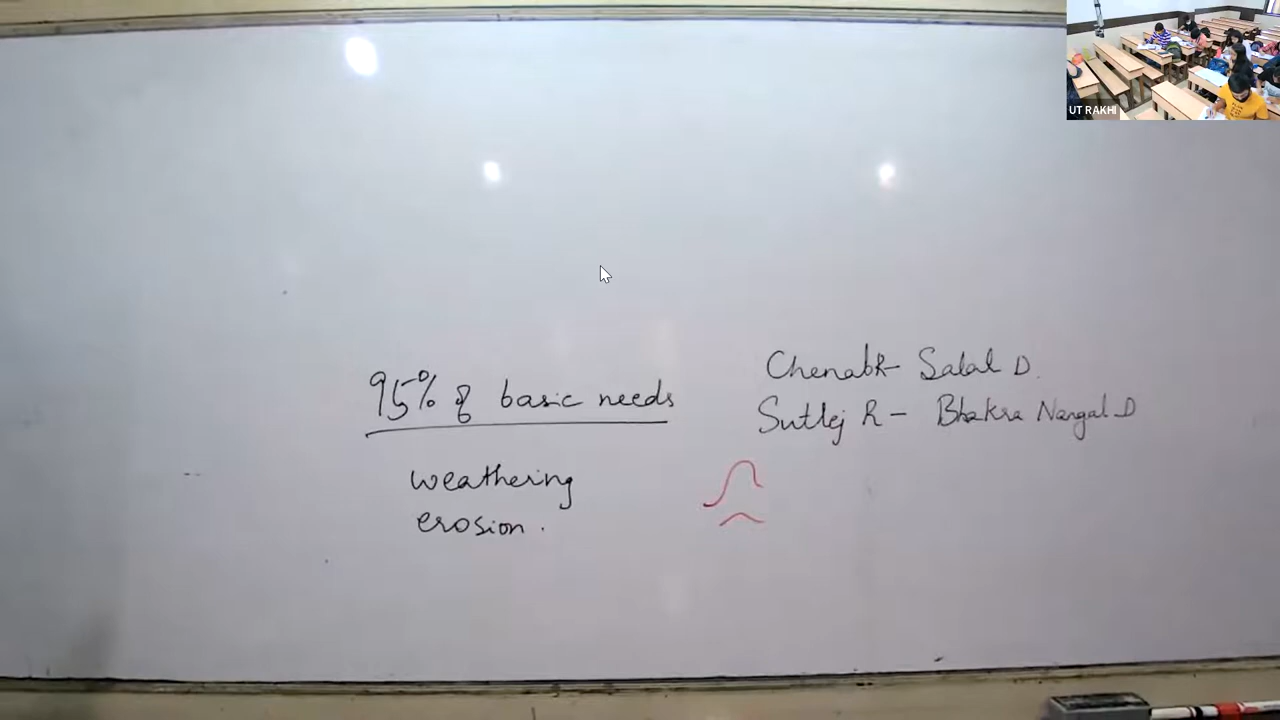 UT RAKHI
95% of basic needs
weathering
erosion.
Chenab R- Salal D.
Sutlej R - Bhakra Nangal D